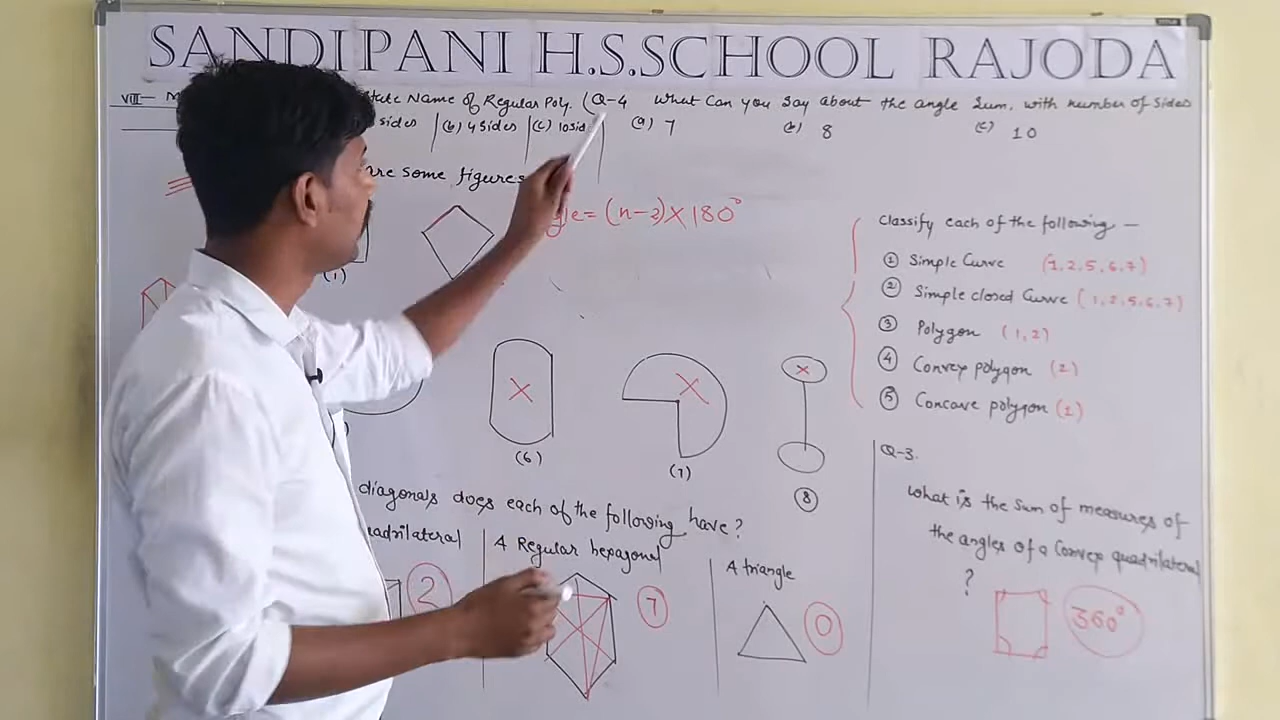 SANDIPANI H.S.SCHOOL RAJODA
VIII- M
State Name of Regular Poly.
sides (b) 4 Sides (c) 10sid
Q-4 What Can you Say about the angle Sum, with number of Sides
(a) 7 (b) 8 (c) 10
are some figures
gle= (n-2)×180°
(1)
(6)
(7)
8
Classify each of the following —
① Simple Curve (1,2,5,6,7)
② Simple closed Curve (1,2,5,6,7)
③ Polygon (1,2)
④ Convex polygon (2)
⑤ Concave polygon (1)
diagonals does each of the following have?
uadrilateral
2
A Regular hexagonal
7
A triangle
0
Q-3.
What is the Sum of measures of
the angles of a Convex quadrilateral
?
360°